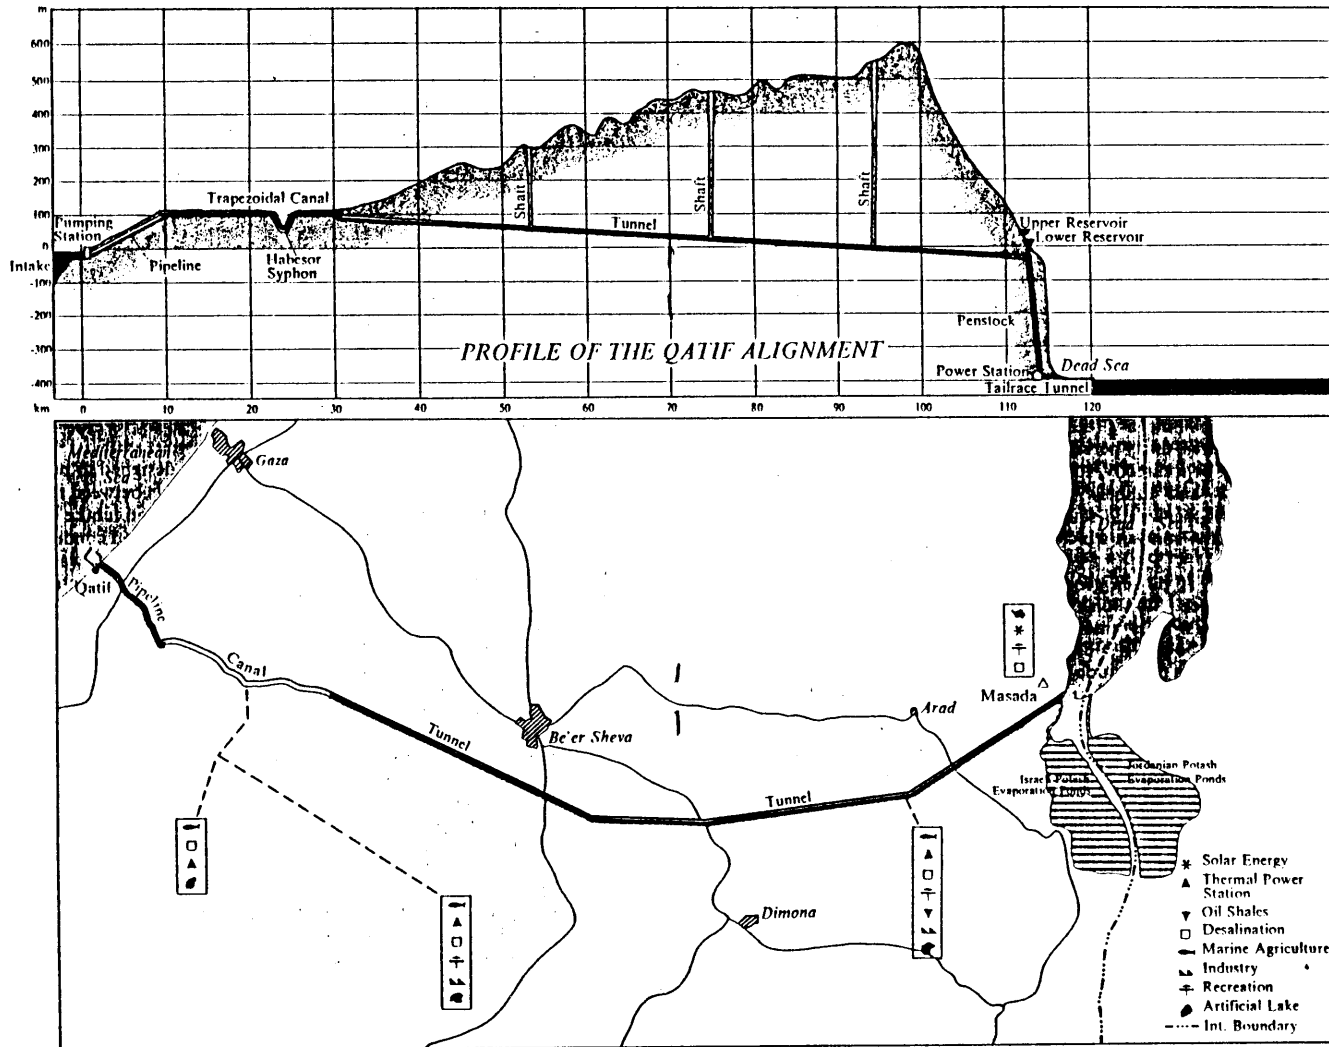 m
600
500
400
300
200
100
0
-100
-200
-300
-400
km
0 10 20 30 40 50 60 70 80 90 100 110 120
Trapezoidal Canal
Pumping
Station
Intake
Pipeline
Habesor
Syphon
Shaft
Shaft
Shaft
Tunnel
Upper Reservoir
Lower Reservoir
Penstock
PROFILE OF THE QATIF ALIGNMENT
Power Station
Dead Sea
Tailrace Tunnel
Mediterranean
Sea
Gaza
Qatif
Pipeline
Canal
Tunnel
Be'er Sheva
Tunnel
Arad
Masada
Dead
Dimona
Israeli Potash
Evaporation Ponds
Jordanian Potash
Evaporation Ponds
Solar Energy
Thermal Power
Station
Oil Shales
Desalination
Marine Agriculture
Industry
Recreation
Artificial Lake
Int. Boundary